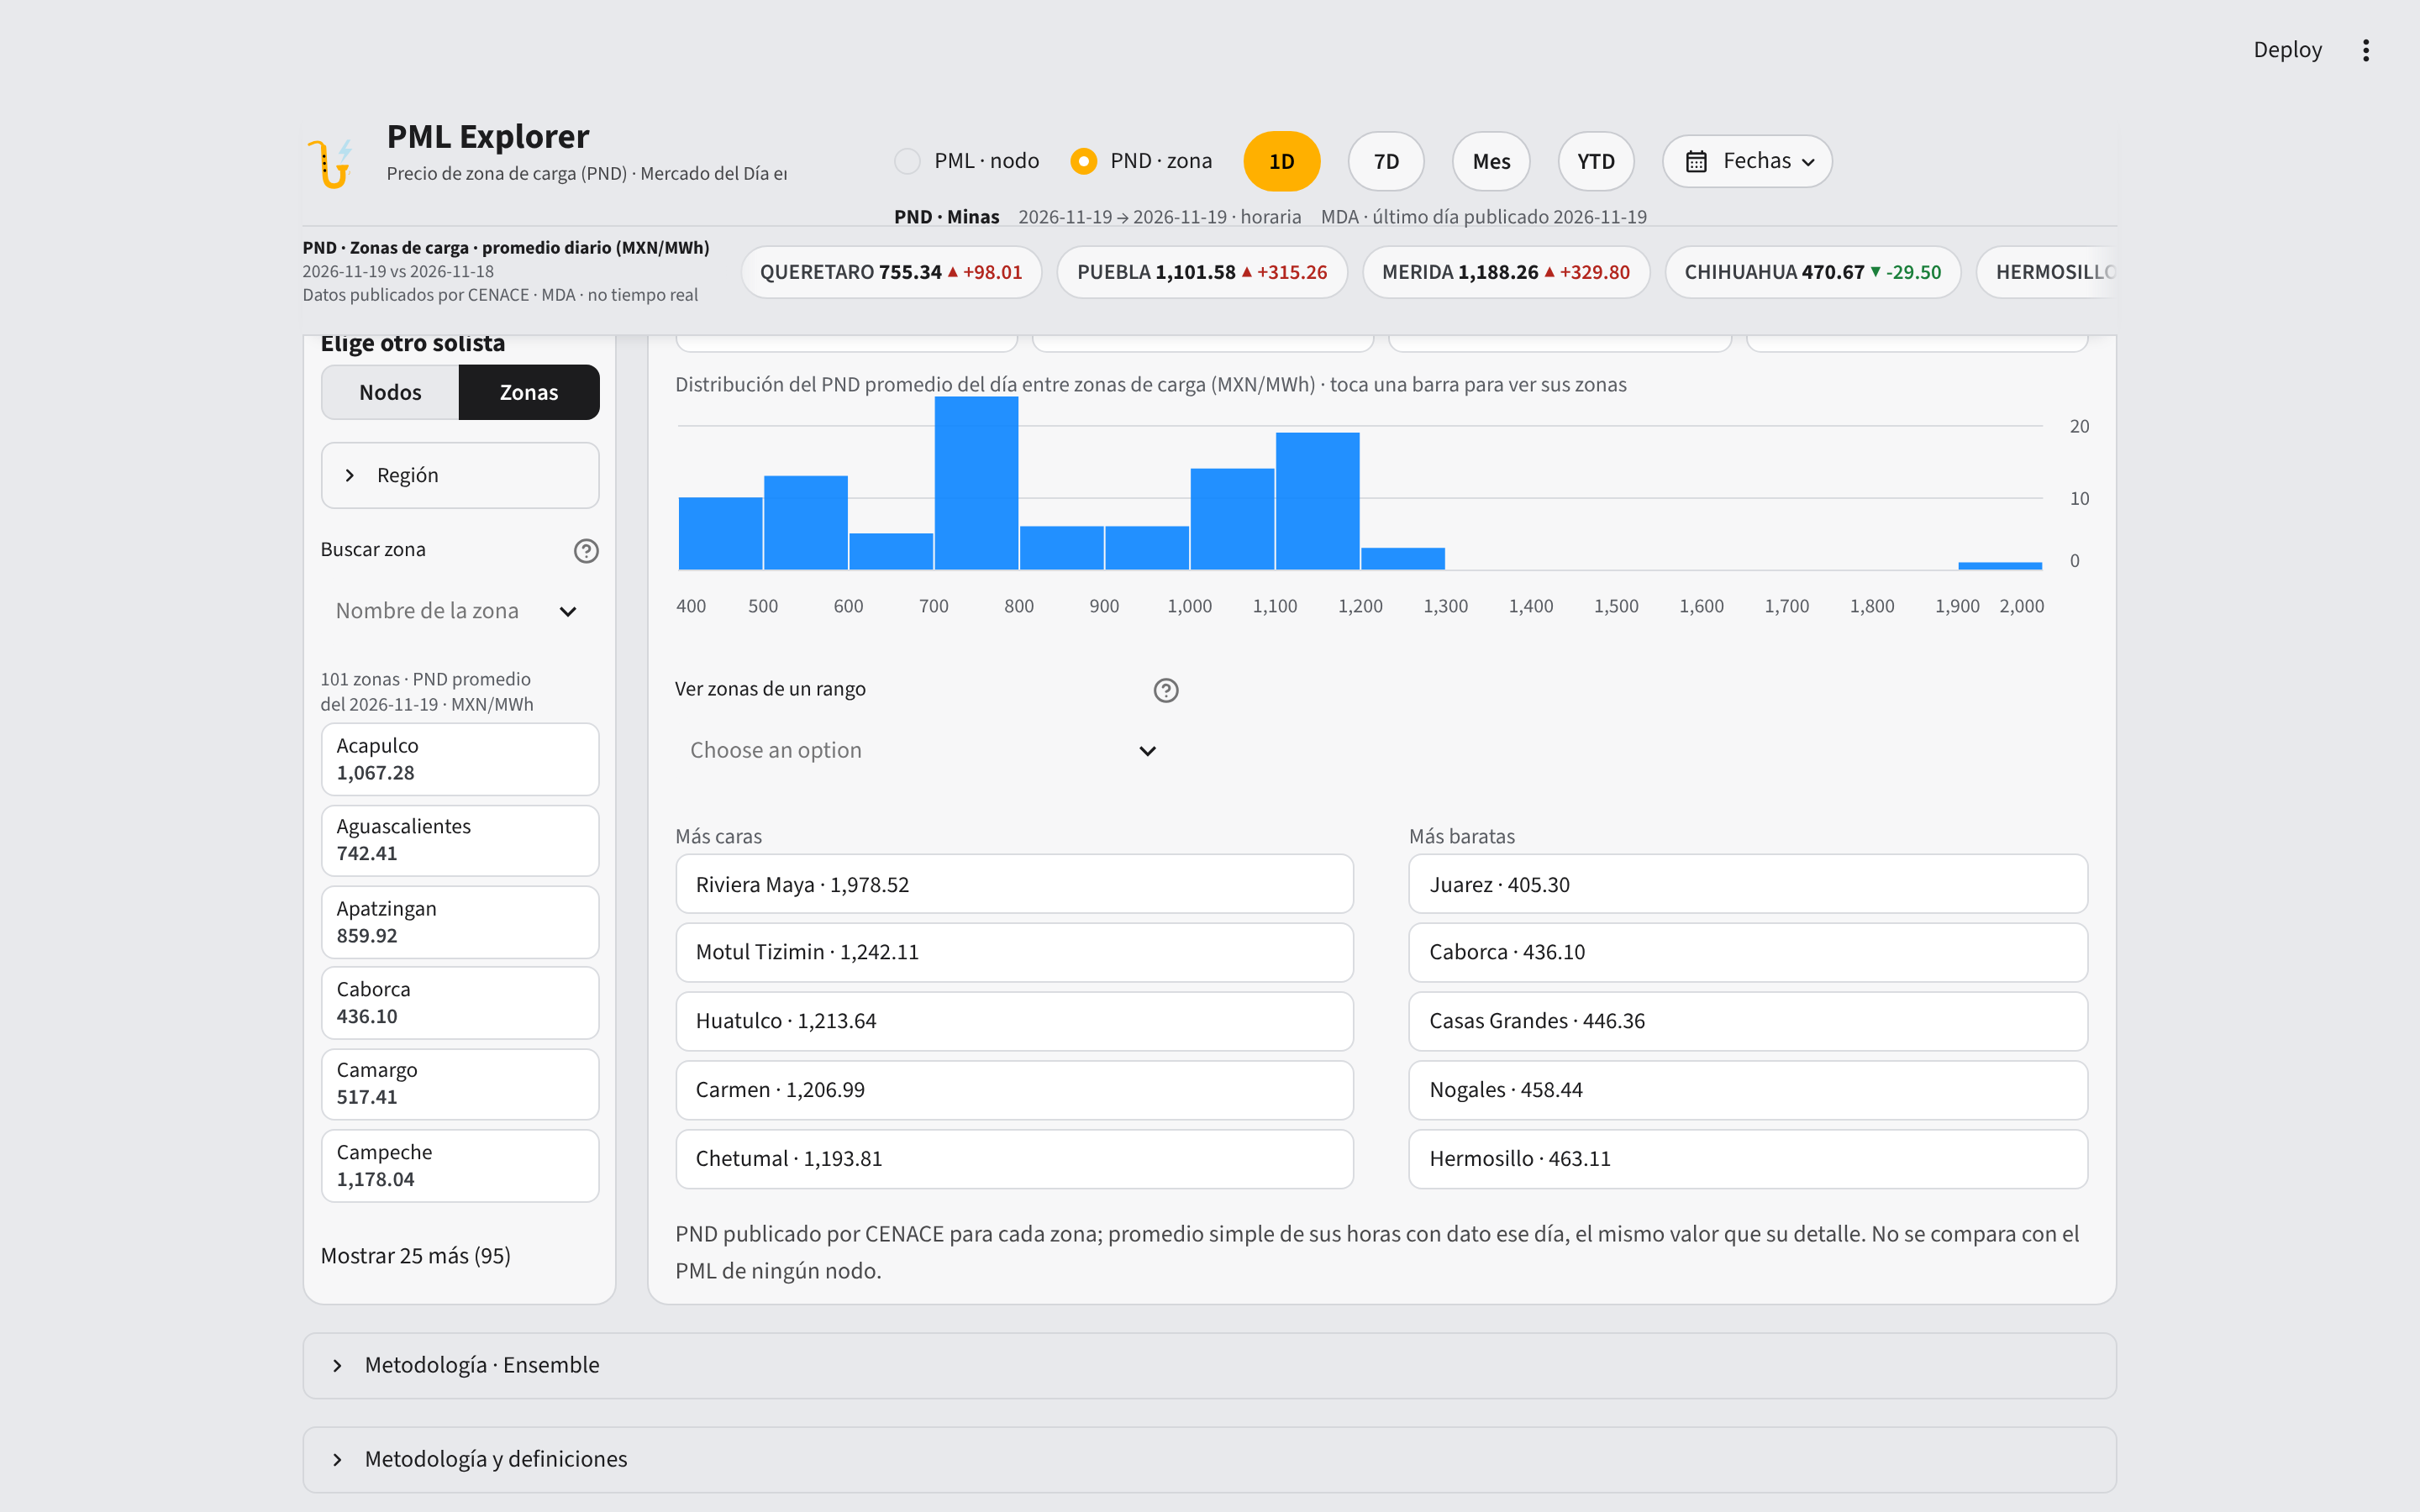 Deploy
PML Explorer
Precio de zona de carga (PND) · Mercado del Día
PML · nodo
PND · zona
1D
7D
Mes
YTD
Fechas
PND · Minas 2026-11-19 → 2026-11-19 · horaria MDA · último día publicado 2026-11-19
PND · Zonas de carga · promedio diario (MXN/MWh)
2026-11-19 vs 2026-11-18
Datos publicados por CENACE · MDA · no tiempo real
QUERETARO 755.34 ▲ +98.01
PUEBLA 1,101.58 ▲ +315.26
MERIDA 1,188.26 ▲ +329.80
CHIHUAHUA 470.67 ▼ -29.50
HERMOSILLO
Elige otro solista
Nodos
Zonas
Región
Buscar zona
Nombre de la zona
101 zonas · PND promedio
del 2026-11-19 · MXN/MWh
Acapulco
1,067.28
Aguascalientes
742.41
Apatzingan
859.92
Caborca
436.10
Camargo
517.41
Campeche
1,178.04
Mostrar 25 más (95)
Distribución del PND promedio del día entre zonas de carga (MXN/MWh) · toca una barra para ver sus zonas
20
10
0
400 500 600 700 800 900 1,000 1,100 1,200 1,300 1,400 1,500 1,600 1,700 1,800 1,900 2,000
Ver zonas de un rango
Choose an option
Más caras
Riviera Maya · 1,978.52
Motul Tizimin · 1,242.11
Huatulco · 1,213.64
Carmen · 1,206.99
Chetumal · 1,193.81
Más baratas
Juarez · 405.30
Caborca · 436.10
Casas Grandes · 446.36
Nogales · 458.44
Hermosillo · 463.11
PND publicado por CENACE para cada zona; promedio simple de sus horas con dato ese día, el mismo valor que su detalle. No se compara con el
PML de ningún nodo.
Metodología · Ensemble
Metodología y definiciones